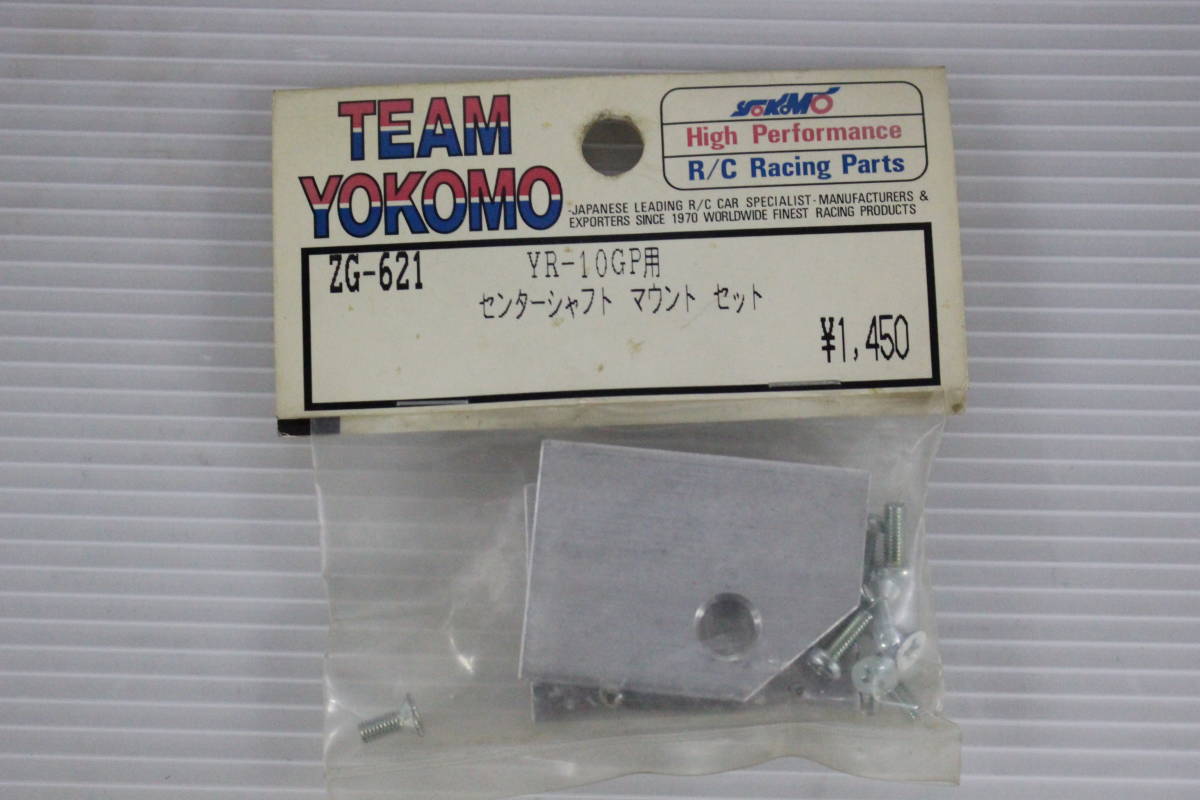 TEAM
YOKOMO
YOKOMO
High Performance
R/C Racing Parts
-JAPANESE LEADING R/C CAR SPECIALIST-MANUFACTURERS &
EXPORTERS SINCE 1970 WORLDWIDE FINEST RACING PRODUCTS
ZG-621 YR-10GP用
センターシャフト マウント セット
¥1,450